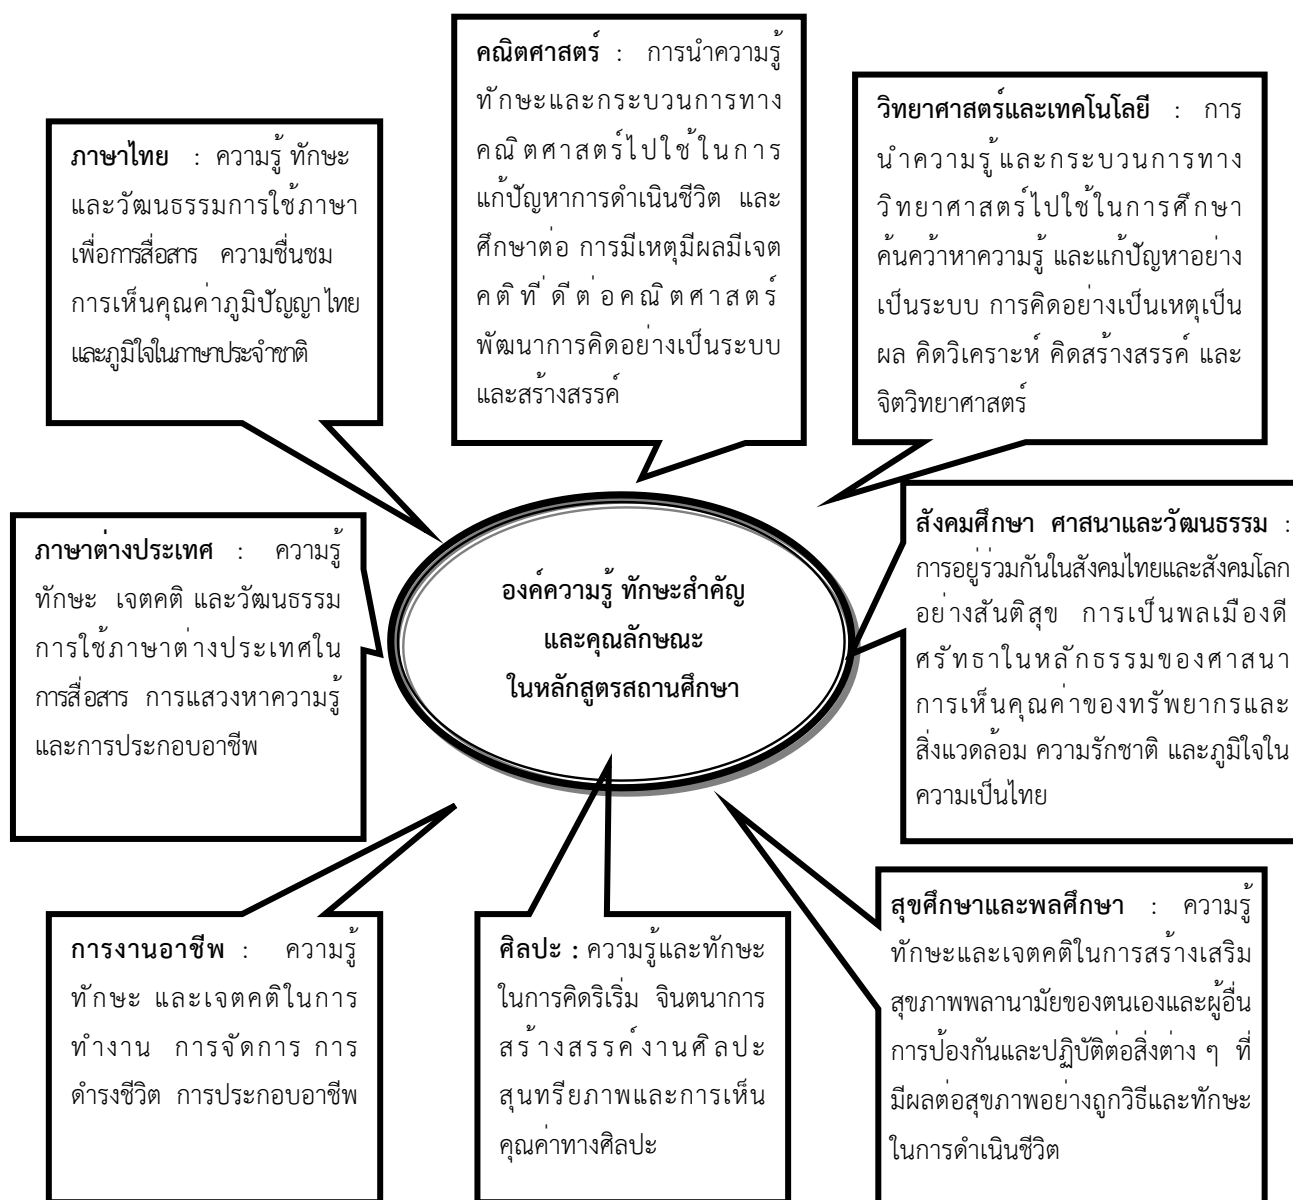 คณิตศาสตร์ : การนำความรู้
ทักษะและกระบวนการทาง
คณิตศาสตร์ไปใช้ในการ
แก้ปัญหาการดำเนินชีวิต และ
ศึกษาต่อ การมีเหตุมีผลมีเจต
คติที่ดีต่อคณิตศาสตร์
พัฒนาการคิดอย่างเป็นระบบ
และสร้างสรรค์
วิทยาศาสตร์และเทคโนโลยี : การ
นำความรู้และกระบวนการทาง
วิทยาศาสตร์ไปใช้ในการศึกษา
ค้นคว้าหาความรู้ และแก้ปัญหาอย่าง
เป็นระบบ การคิดอย่างเป็นเหตุเป็น
ผล คิดวิเคราะห์ คิดสร้างสรรค์ และ
จิตวิทยาศาสตร์
ภาษาไทย : ความรู้ ทักษะ
และวัฒนธรรมการใช้ภาษา
เพื่อการสื่อสาร ความชื่นชม
การเห็นคุณค่าภูมิปัญญา ไทย
และภูมิใจในภาษาประจำชาติ
สังคมศึกษา ศาสนาและวัฒนธรรม :
การอยู่ร่วมกันในสังคมไทยและสังคมโลก
อย่างสันติสุข การเป็นพลเมืองดี
ศรัทธาในหลักธรรมของศาสนา
การเห็นคุณค่าของทรัพยากรและ
สิ่งแวดล้อม ความรักชาติ และภูมิใจใน
ความเป็นไทย
ภาษาต่างประเทศ : ความรู้
ทักษะ เจตคติ และวัฒนธรรม
การใช้ภาษาต่างประเทศใน
การสื่อสาร การแสวงหาความรู้
และการประกอบอาชีพ
องค์ความรู้ ทักษะสำคัญ
และคุณลักษณะ
ในหลักสูตรสถานศึกษา
การงานอาชีพ : ความรู้
ทักษะ และเจตคติในการ
ทำงาน การจัดการ การ
ดำรงชีวิต การประกอบอาชีพ
ศิลปะ : ความรู้และทักษะ
ในการคิดริเริ่ม จินตนาการ
สร้างสรรค์งานศิลปะ
สุนทรียภาพและการเห็น
คุณค่าทางศิลปะ
สุขศึกษาและพลศึกษา : ความรู้
ทักษะและเจตคติในการสร้างเสริม
สุขภาพพลานามัยของตนเองและผู้อื่น
การป้องกันและปฏิบัติต่อสิ่งต่าง ๆ ที่
มีผลต่อสุขภาพอย่างถูกวิธีและทักษะ
ในการดำเนินชีวิต